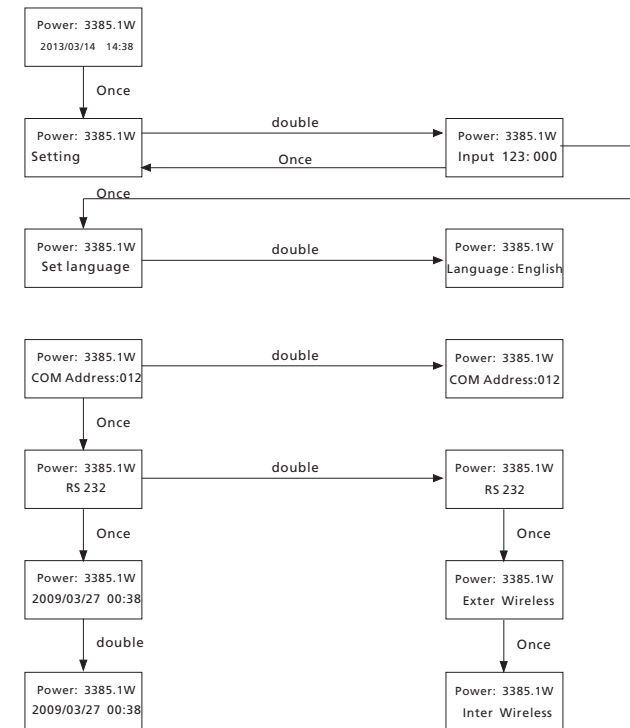 Power: 3385.1W
2013/03/14 14:38
Once
double
Power: 3385.1W
Setting
Power: 3385.1W
Input 123:000
Once
Once
double
Power: 3385.1W
Set language
Power: 3385.1W
Language: English
double
Power: 3385.1W
COM Address:012
Power: 3385.1W
COM Address:012
Once
double
Power: 3385.1W
RS 232
Power: 3385.1W
RS 232
Once
Once
Power: 3385.1W
2009/03/27 00:38
Power: 3385.1W
Exter Wireless
double
Once
Power: 3385.1W
2009/03/27 00:38
Power: 3385.1W
Inter Wireless